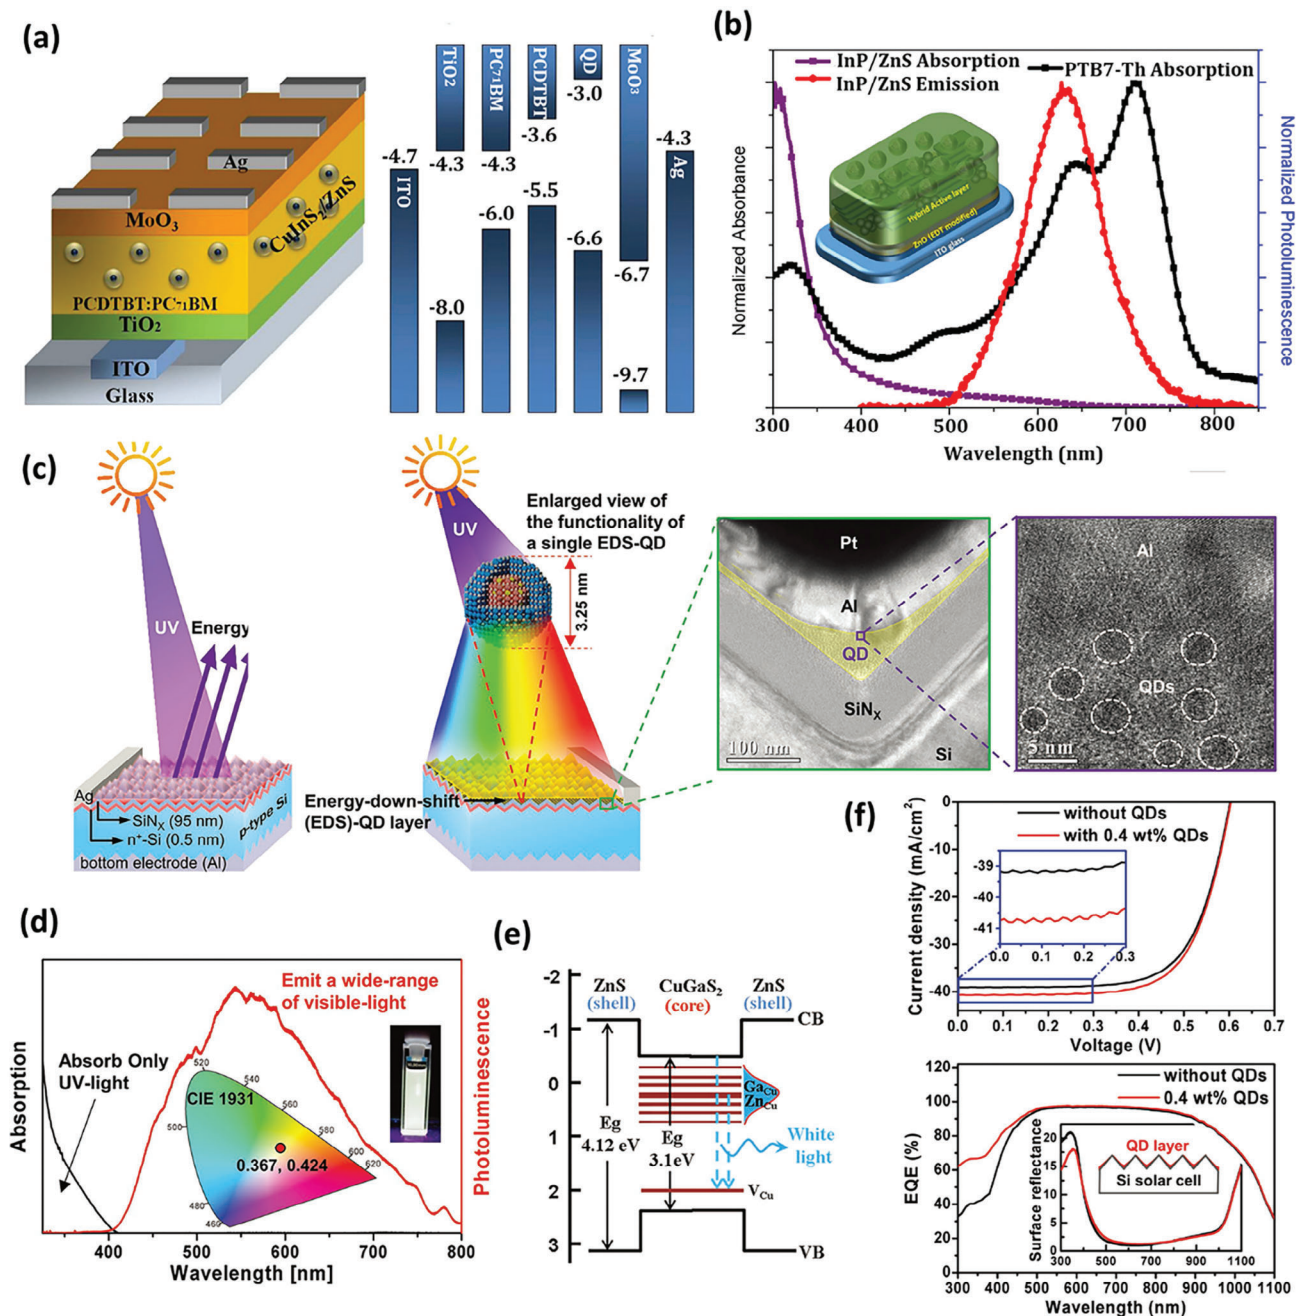 (a)
Ag
MoO3
CuInS2/ZnS
PCDTBT:PC71BM
TiO2
ITO
Glass
TiO2
PC71BM
PCDTBT
QD
MoO3
-3.0
-3.6
-4.7
-4.3
-4.3
-4.3
ITO
Ag
-5.5
-6.0
-6.6
-6.7
-8.0
-9.7
(b)
InP/ZnS Absorption
InP/ZnS Emission
PTB7-Th Absorption
Normalized Absorbance
Normalized Photoluminescence
Hybrid Active layer
ZnO (EDT modified)
ITO glass
300 400 500 600 700 800
Wavelength (nm)
(c)
UV
Energy
Ag
SiNX (95 nm)
n+-Si (0.5 nm)
p-type Si
bottom electrode (Al)
UV
Enlarged view of
the functionality of
a single EDS-QD
3.25 nm
Energy-down-shift
(EDS)-QD layer
Pt
Al
QD
SiNX
Si
100 nm
Al
QDs
5 nm
(d)
Absorption
Photoluminescence
Emit a wide-range
of visible-light
Absorb Only
UV-light
CIE 1931
520
540
560
500
580
600
620
480
460
0.367, 0.424
400 500 600 700 800
Wavelength [nm]
(e)
-2
-1
0
1
2
3
ZnS
(shell)
CuGaS2
(core)
ZnS
(shell)
CB
GaCu
ZnCu
Eg
4.12 eV
Eg
3.1eV
White
light
VCu
VB
(f)
without QDs
with 0.4 wt% QDs
Current density (mA/cm2)
0
-10
-20
-30
-40
-39
-40
-41
0.0 0.1 0.2 0.3
0.0 0.1 0.2 0.3 0.4 0.5 0.6 0.7
Voltage (V)
without QDs
0.4 wt% QDs
EQE (%)
120
100
80
60
40
20
0
Surface reflectance
20
15
10
5
0
QD layer
Si solar cell
300 500 700 900 1100
300 400 500 600 700 800 900 1000 1100
Wavelength (nm)